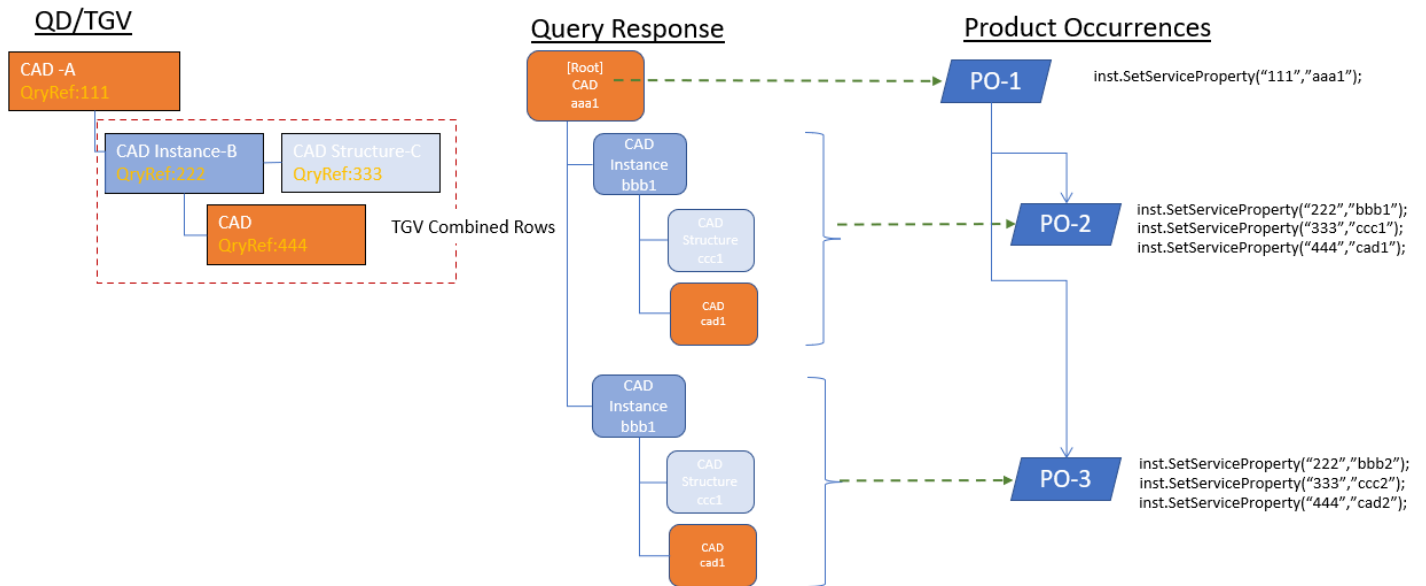 QD/TGV
CAD -A
QryRef:111
CAD Instance-B
QryRef:222
CAD Structure-C
QryRef:333
CAD
QryRef:444
TGV Combined Rows
Query Response
[Root]
CAD
aaa1
CAD
Instance
bbb1
CAD
Structure
ccc1
CAD
cad1
CAD
Instance
bbb1
CAD
Structure
ccc1
CAD
cad1
Product Occurrences
PO-1
inst.SetServiceProperty(“111”,”aaa1”);
PO-2
inst.SetServiceProperty(“222”,”bbb1”);
inst.SetServiceProperty(“333”,”ccc1”);
inst.SetServiceProperty(“444”,”cad1”);
PO-3
inst.SetServiceProperty(“222”,”bbb2”);
inst.SetServiceProperty(“333”,”ccc2”);
inst.SetServiceProperty(“444”,”cad2”);